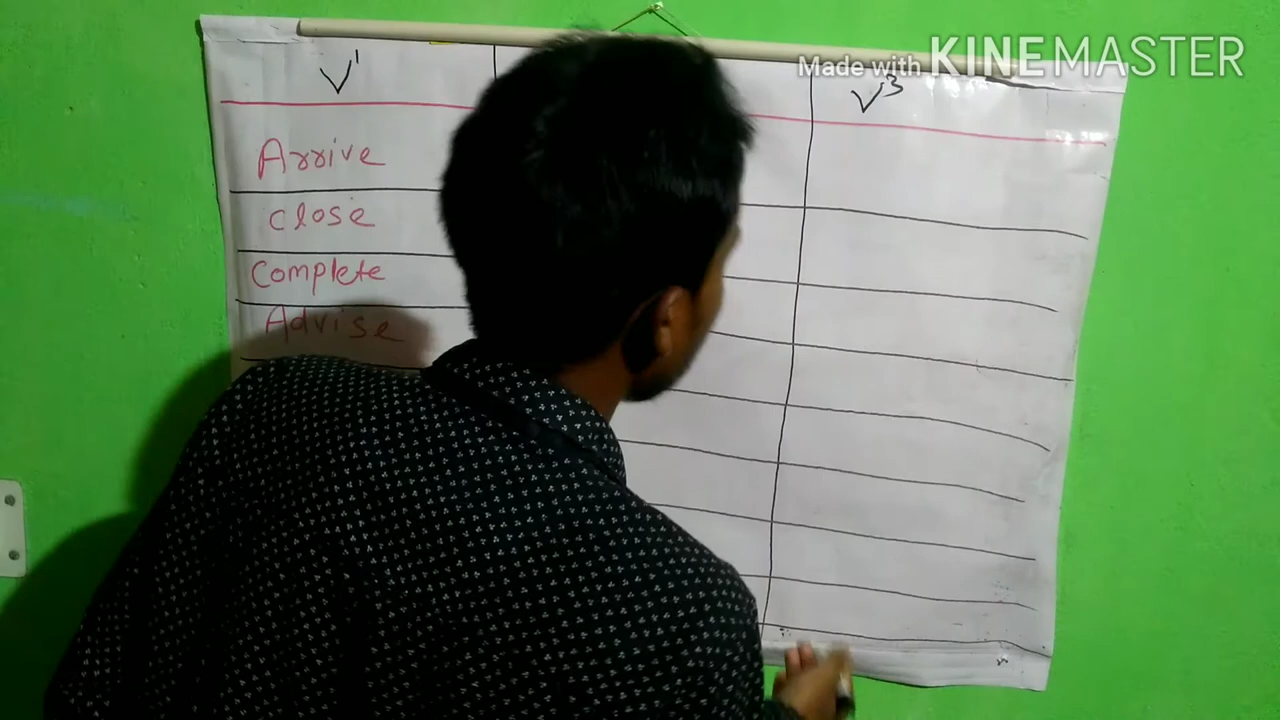 Made with KINEMASTER
V1 V3
Arrive
Close
Complete
Advise